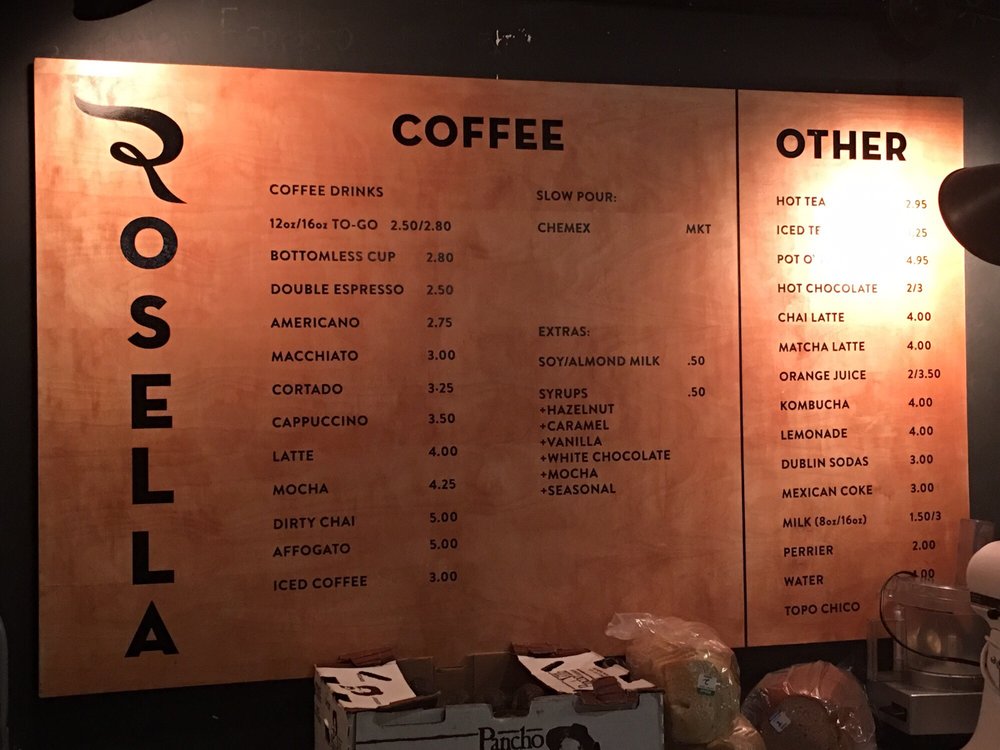 ROSELLA
COFFEE
COFFEE DRINKS
12oz/16oz TO-GO 2.50/2.80
BOTTOMLESS CUP 2.80
DOUBLE ESPRESSO 2.50
AMERICANO 2.75
MACCHIATO 3.00
CORTADO 3.25
CAPPUCCINO 3.50
LATTE 4.00
MOCHA 4.25
DIRTY CHAI 5.00
AFFOGATO 5.00
ICED COFFEE 3.00
SLOW POUR:
CHEMEX MKT
EXTRAS:
SOY/ALMOND MILK .50
SYRUPS .50
+HAZELNUT
+CARAMEL
+VANILLA
+WHITE CHOCOLATE
+MOCHA
+SEASONAL
OTHER
HOT TEA 2.95
ICED
POT 4.95
HOT CHOCOLATE 2/3
CHAI LATTE 4.00
MATCHA LATTE 4.00
ORANGE JUICE 2/3.50
KOMBUCHA 4.00
LEMONADE 4.00
DUBLIN SODAS 3.00
MEXICAN COKE 3.00
MILK (8oz/16oz) 1.50/3
PERRIER 2.00
WATER
TOPO CHICO
Pancho